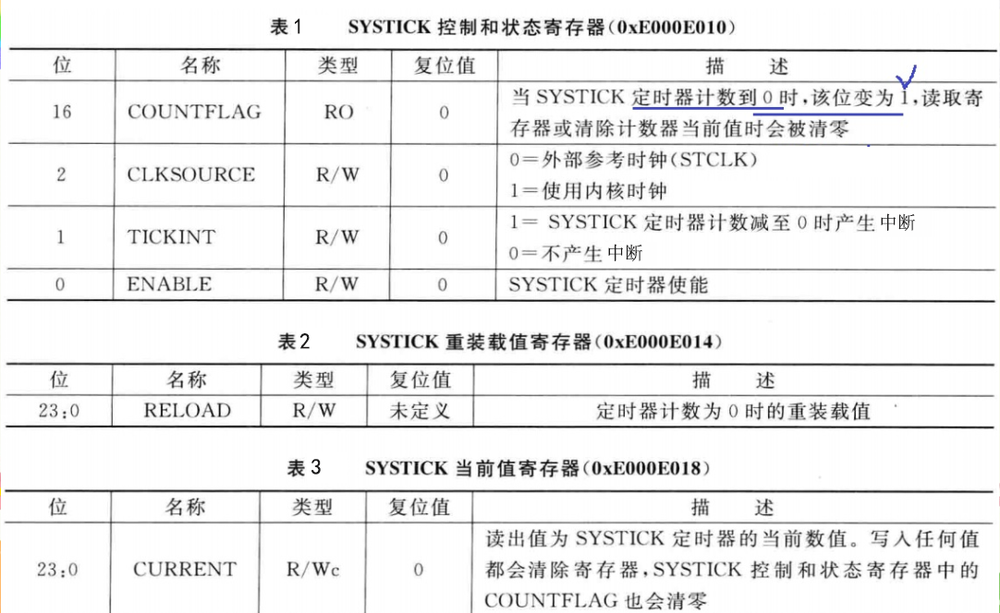 表1 SYSTICK 控制和状态寄存器(0xE000E010)
位 名称 类型 复位值 描 述
16 COUNTFLAG RO 0 当 SYSTICK 定时器计数到 0 时,该位变为 1,读取寄
存器或清除计数器当前值时会被清零
2 CLKSOURCE R/W 0 0=外部参考时钟(STCLK)
1=使用内核时钟
1 TICKINT R/W 0 1= SYSTICK 定时器计数减至 0 时产生中断
0=不产生中断
0 ENABLE R/W 0 SYSTICK 定时器使能
表2 SYSTICK 重装载值寄存器(0xE000E014)
位 名称 类型 复位值 描 述
23:0 RELOAD R/W 未定义 定时器计数为 0 时的重装载值
表3 SYSTICK 当前值寄存器(0xE000E018)
位 名称 类型 复位值 描 述
23:0 CURRENT R/Wc 0 读出值为 SYSTICK 定时器的当前数值。写入任何值
都会清除寄存器,SYSTICK 控制和状态寄存器中的
COUNTFLAG 也会清零